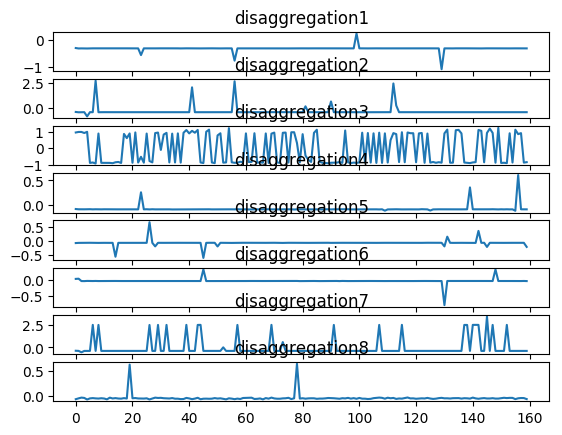 disaggregation1
0
−1
disaggregation2
2.5
0.0
disaggregation3
1
0
−1
disaggregation4
0.5
0.0
disaggregation5
0.5
0.0
−0.5
disaggregation6
0.0
−0.5
disaggregation7
2.5
0.0
disaggregation8
0.5
0.0
0 20 40 60 80 100 120 140 160